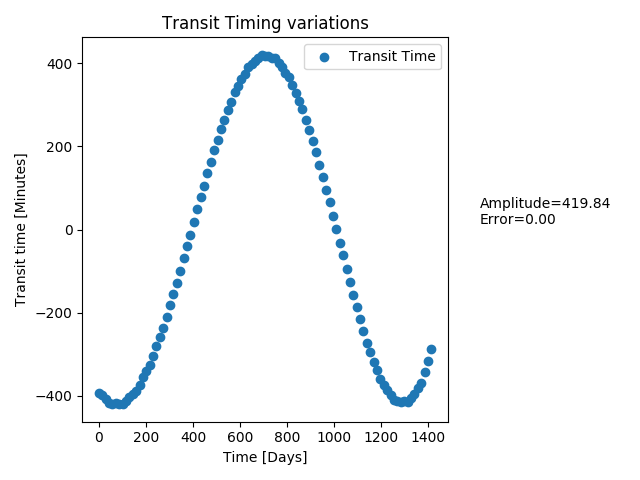 Transit Timing variations
Transit Time
400
200
0
−200
−400
Transit time [Minutes]
Amplitude=419.84
Error=0.00
0 200 400 600 800 1000 1200 1400
Time [Days]